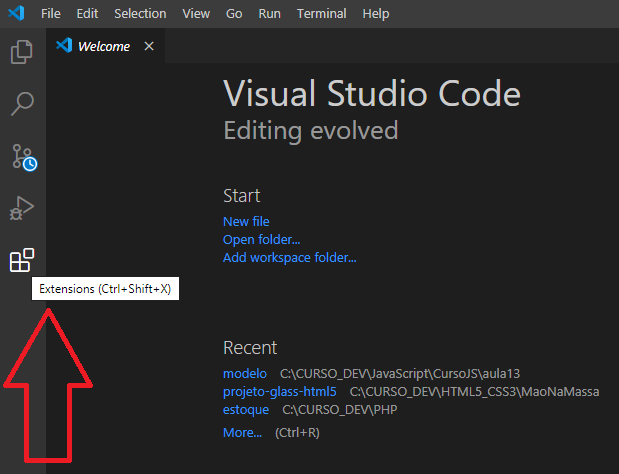 File Edit Selection View Go Run Terminal Help
Welcome
Visual Studio Code
Editing evolved
Start
New file
Open folder...
Add workspace folder...
Extensions (Ctrl+Shift+X)
Recent
modelo C:\CURSO_DEV\JavaScript\CursoJS\aula13
projeto-glass-html5 C:\CURSO_DEV\HTML5_CSS3\MaoNaMassa
estoque C:\CURSO_DEV\PHP
More... (Ctrl+R)